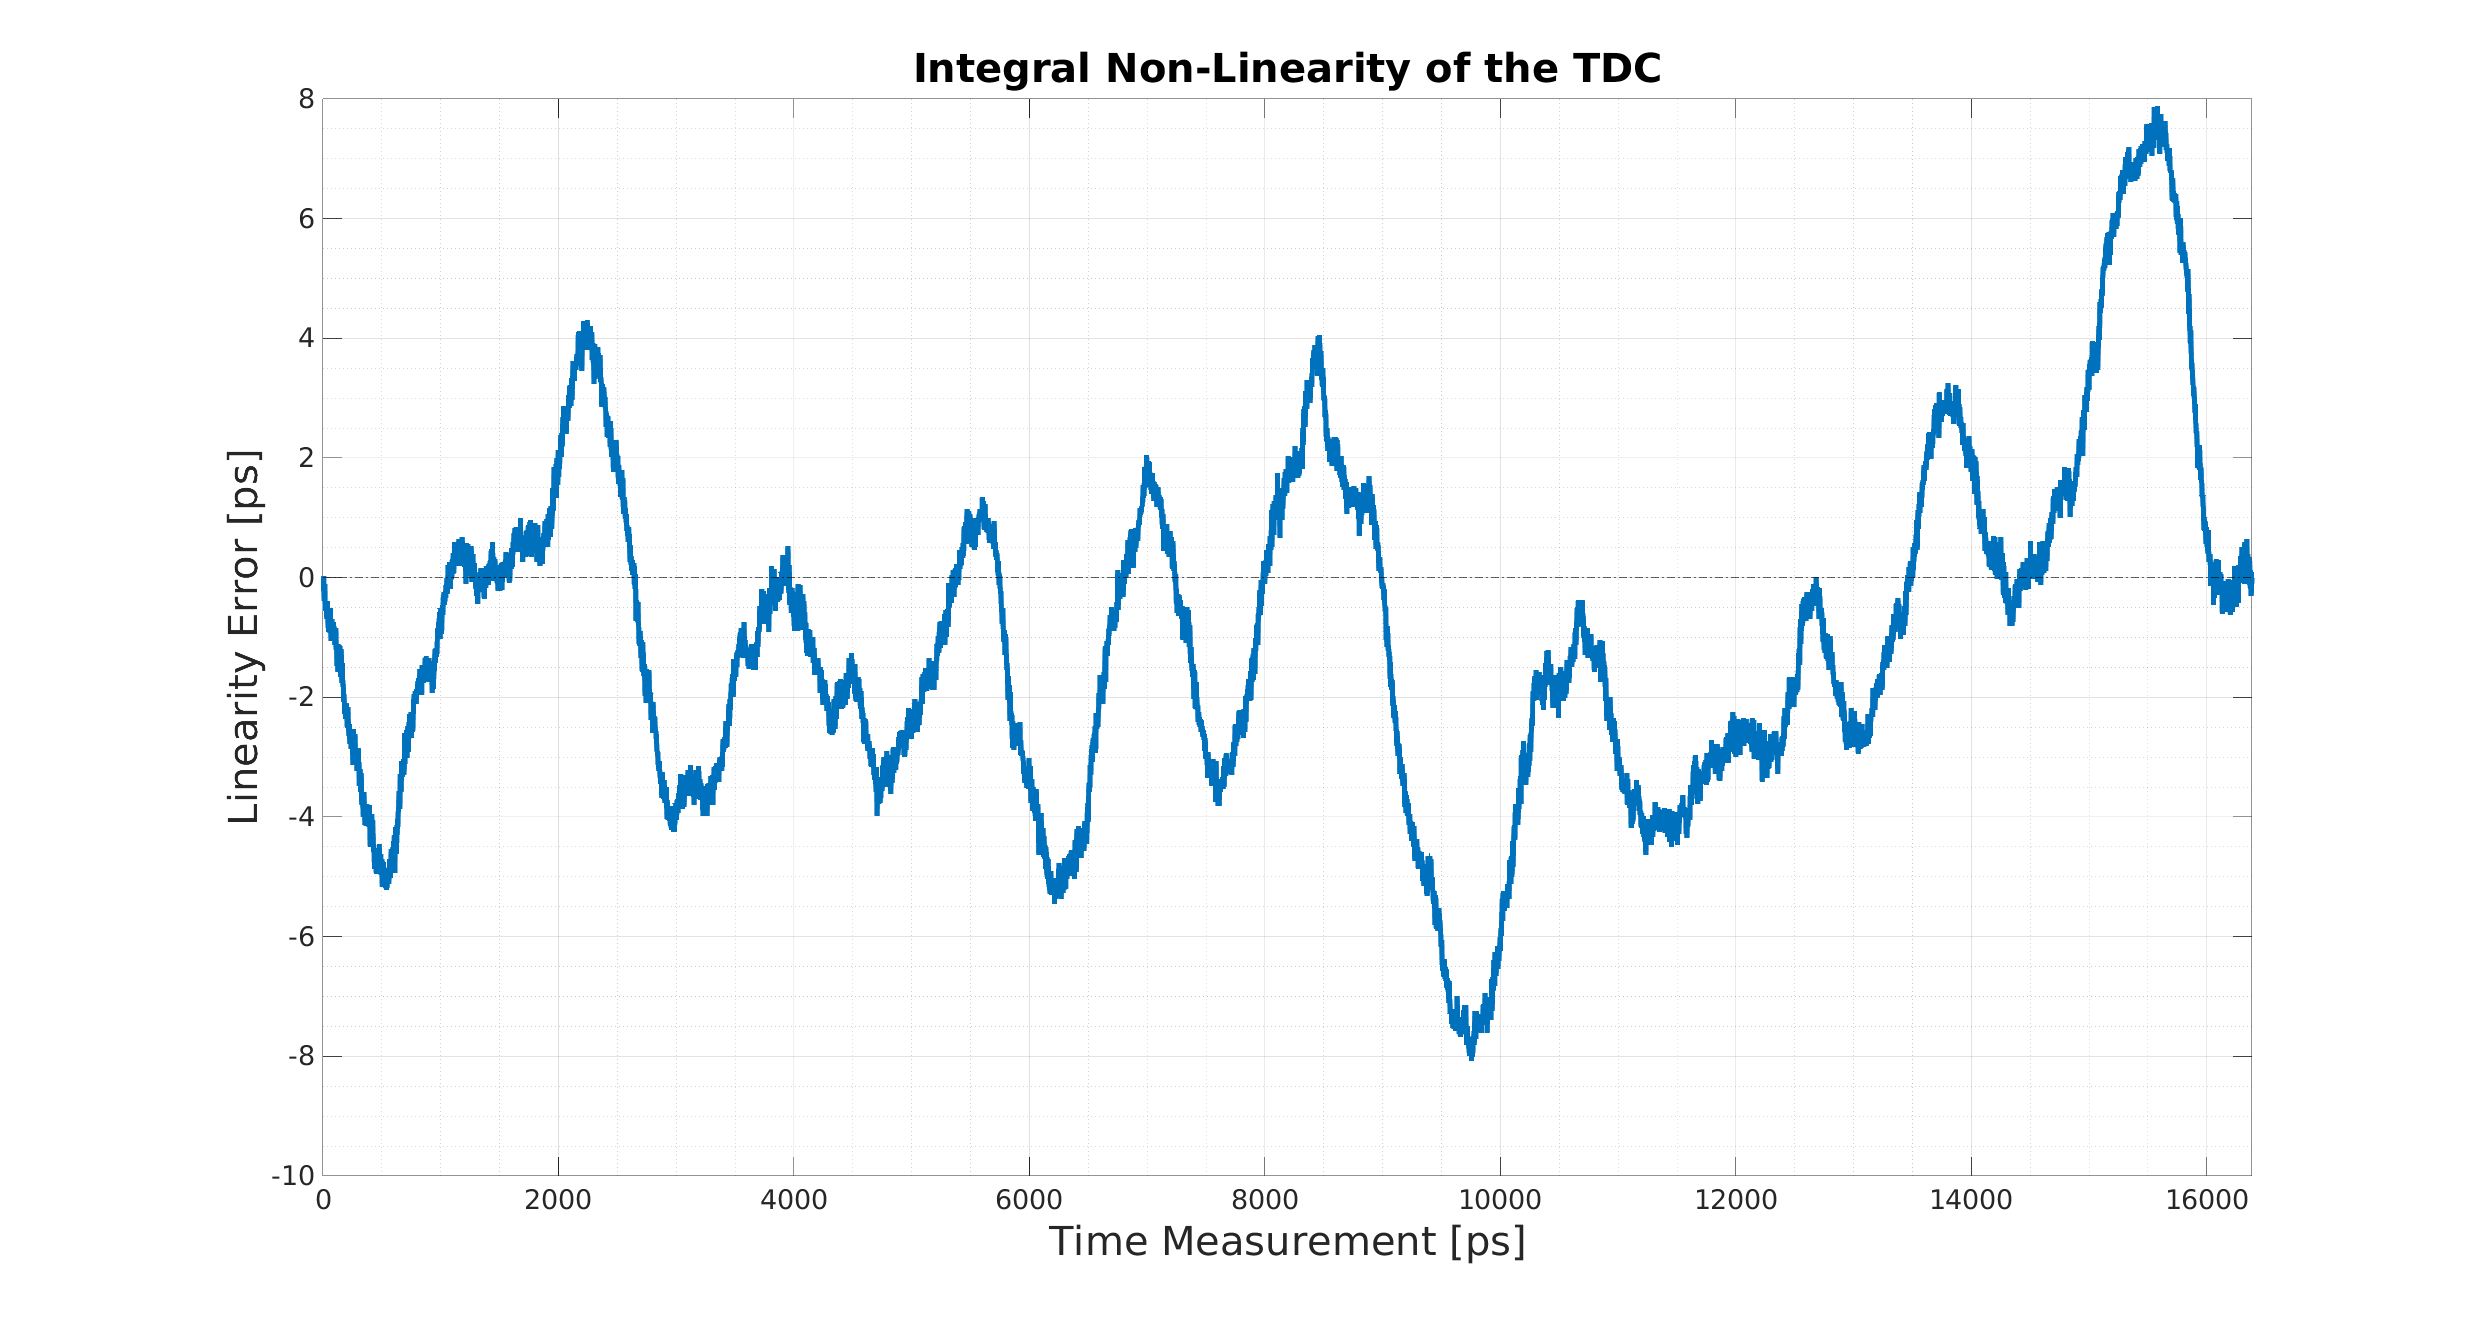 Integral Non-Linearity of the TDC
Linearity Error [ps]
8
6
4
2
0
-2
-4
-6
-8
-10
0 2000 4000 6000 8000 10000 12000 14000 16000
Time Measurement [ps]